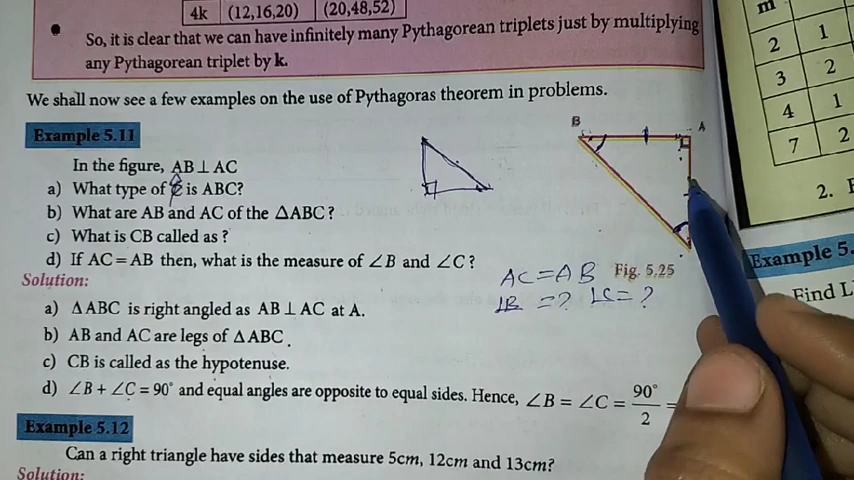 4k (12,16,20) (20,48,52)
So, it is clear that we can have infinitely many Pythagorean triplets just by multiplying
any Pythagorean triplet by k.
We shall now see a few examples on the use of Pythagoras theorem in problems.
Example 5.11
In the figure, AB⊥AC
a) What type of is ABC?
b) What are AB and AC of the ΔABC?
c) What is CB called as ?
d) If AC=AB then, what is the measure of ∠B and ∠C?
B A
AC=AB Fig. 5.25
∠B =? ∠C=?
Solution:
a) ΔABC is right angled as AB⊥AC at A.
b) AB and AC are legs of ΔABC.
c) CB is called as the hypotenuse.
d) ∠B+∠C=90° and equal angles are opposite to equal sides. Hence, ∠B = ∠C = 90°/2 =
Example 5.12
Can a right triangle have sides that measure 5cm, 12cm and 13cm?
Solution:
m
2 1
3 2
4 1
7 2
2.
Example 5.
Find L